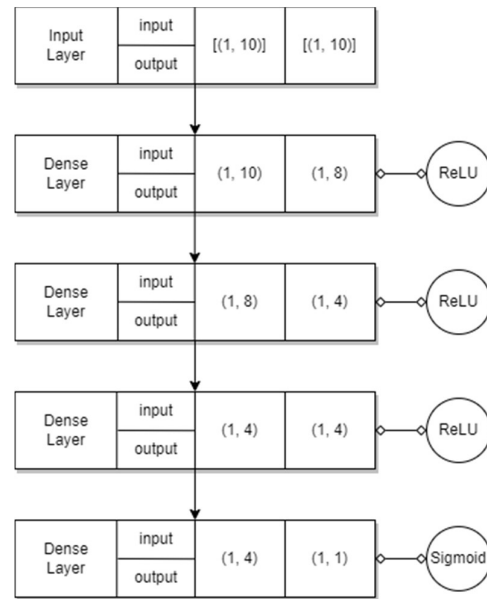 Input
Layer
input
output
[(1, 10)]
[(1, 10)]
Dense
Layer
input
output
(1, 10)
(1, 8)
ReLU
Dense
Layer
input
output
(1, 8)
(1, 4)
ReLU
Dense
Layer
input
output
(1, 4)
(1, 4)
ReLU
Dense
Layer
input
output
(1, 4)
(1, 1)
Sigmoid